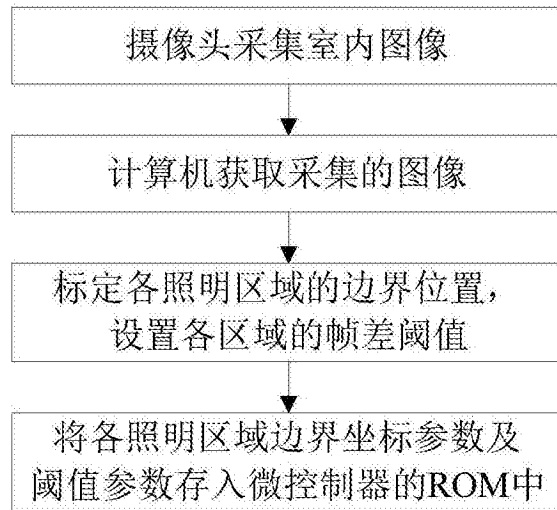 摄像头采集室内图像
计算机获取采集的图像
标定各照明区域的边界位置，
设置各区域的帧差阈值
将各照明区域边界坐标参数及
阈值参数存入微控制器的ROM中